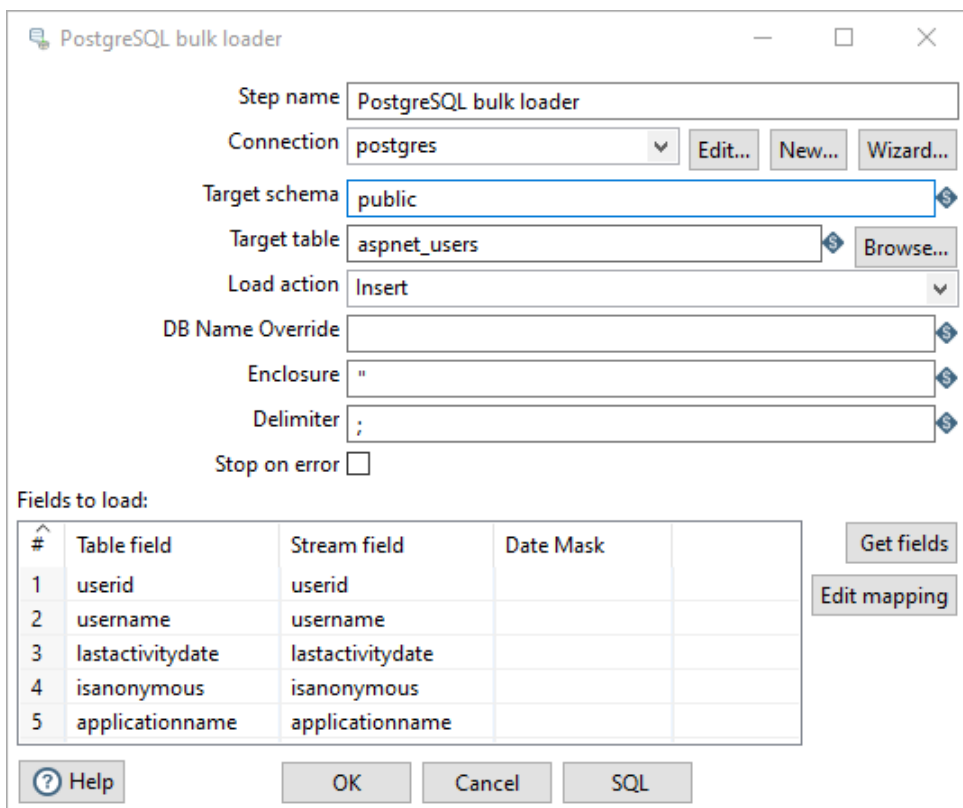 PostgreSQL bulk loader
Step name PostgreSQL bulk loader
Connection postgres Edit... New... Wizard...
Target schema public
Target table aspnet_users Browse...
Load action Insert
DB Name Override
Enclosure "
Delimiter ;
Stop on error
Fields to load:
# Table field Stream field Date Mask Get fields
1 userid userid Edit mapping
2 username username
3 lastactivitydate lastactivitydate
4 isanonymous isanonymous
5 applicationname applicationname
Help OK Cancel SQL